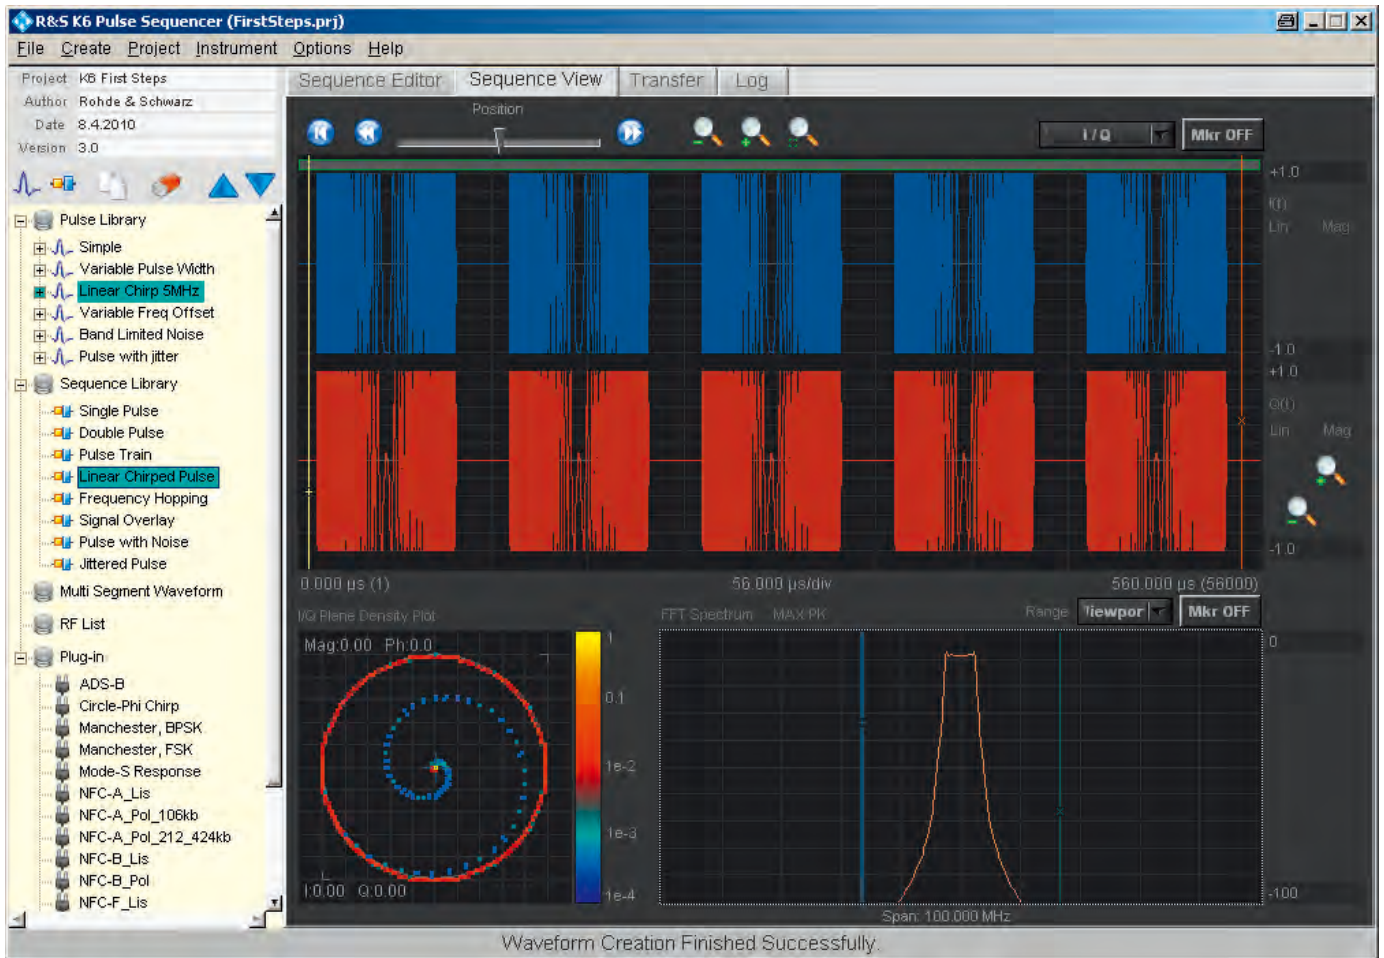 R&S K6 Pulse Sequencer (FirstSteps.prj)
File Create Project Instrument Options Help
Project K6 First Steps
Author Rohde & Schwarz
Date 8.4.2010
Version 3.0
Pulse Library
Simple
Variable Pulse Width
Linear Chirp 5MHz
Variable Freq Offset
Band Limited Noise
Pulse with jitter
Sequence Library
Single Pulse
Double Pulse
Pulse Train
Linear Chirped Pulse
Frequency Hopping
Signal Overlay
Pulse with Noise
Jittered Pulse
Multi Segment Waveform
RF List
Plug-in
ADS-B
Circle-Phi Chirp
Manchester, BPSK
Manchester, FSK
Mode-S Response
NFC-A_Lis
NFC-A_Pol_106kb
NFC-A_Pol_212_424kb
NFC-B_Lis
NFC-B_Pol
NFC-F_Lis
Sequence Editor Sequence View Transfer Log
Position
I / Q Mkr OFF
+1.0
I(t)
Lin Mag
-1.0
+1.0
Q(t)
Lin Mag
-1.0
0.000 µs (1) 56.000 µs/div 560.000 µs (56000)
I/Q Plene Density Plot
Mag:0.00 Ph:0.0
I:0.00 Q:0.00
1
0.1
1e-2
1e-3
1e-4
FFT Spectrum MAX PK Range Viewpor Mkr OFF
0
-100
Span: 100.000 MHz
Waveform Creation Finished Successfully.